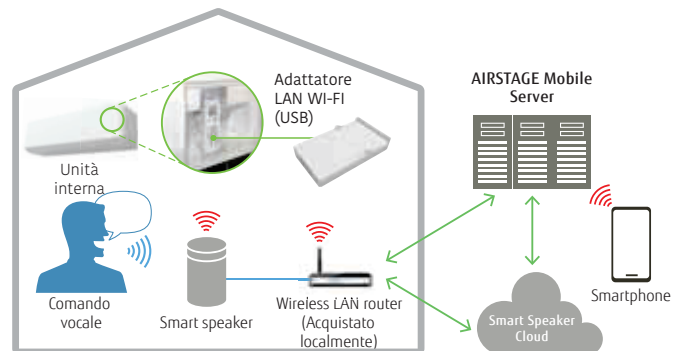 Adattatore
LAN WI-FI
(USB)
AIRSTAGE Mobile
Server
Unità
interna
Comando
vocale
Smart speaker
Wireless LAN router
(Acquistato
localmente)
Smart Speaker
Cloud
Smartphone